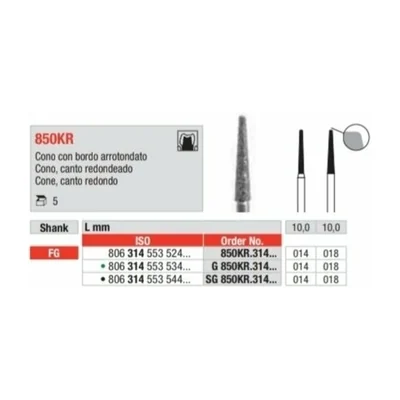 850KR
Cono con bordo arrotondato
Cono, canto redondeado
Cone, canto redondo
5
Shank L mm 10,0 10,0
ISO Order No.
FG 806 314 553 524... 850KR.314... 014 018
• 806 314 553 534... G 850KR.314... 014 018
• 806 314 553 544... SG 850KR.314... 014 018